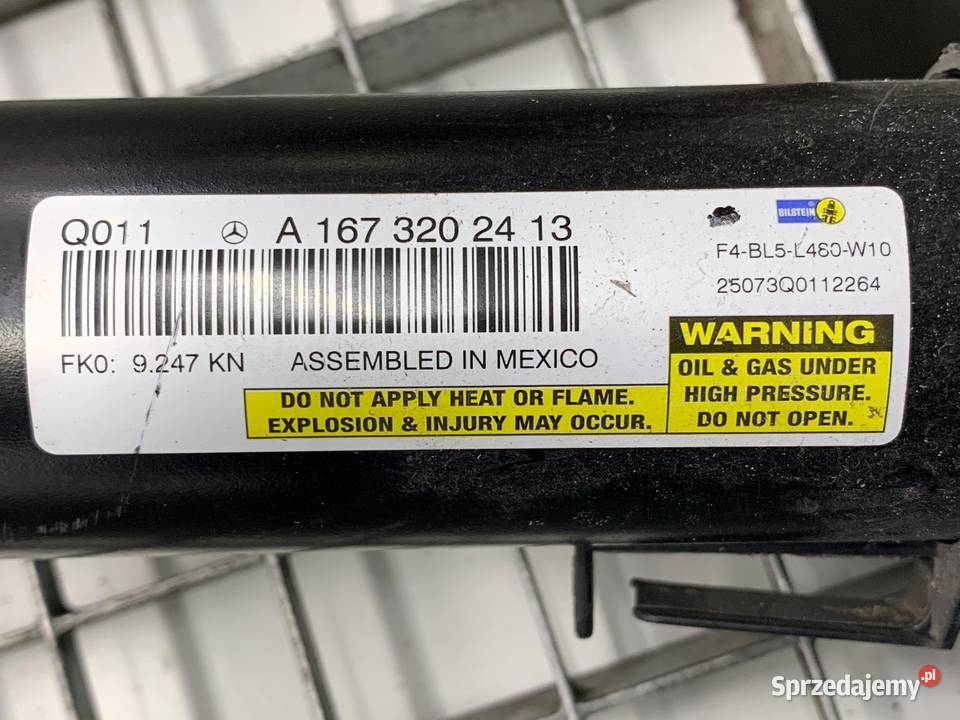 Q011 A 167 320 24 13
BILSTEIN
F4-BL5-L460-W10
25073Q0112264
FK0: 9.247 KN ASSEMBLED IN MEXICO
WARNING
OIL & GAS UNDER
HIGH PRESSURE.
DO NOT OPEN.
DO NOT APPLY HEAT OR FLAME.
EXPLOSION & INJURY MAY OCCUR.
Sprzedajemy.pl